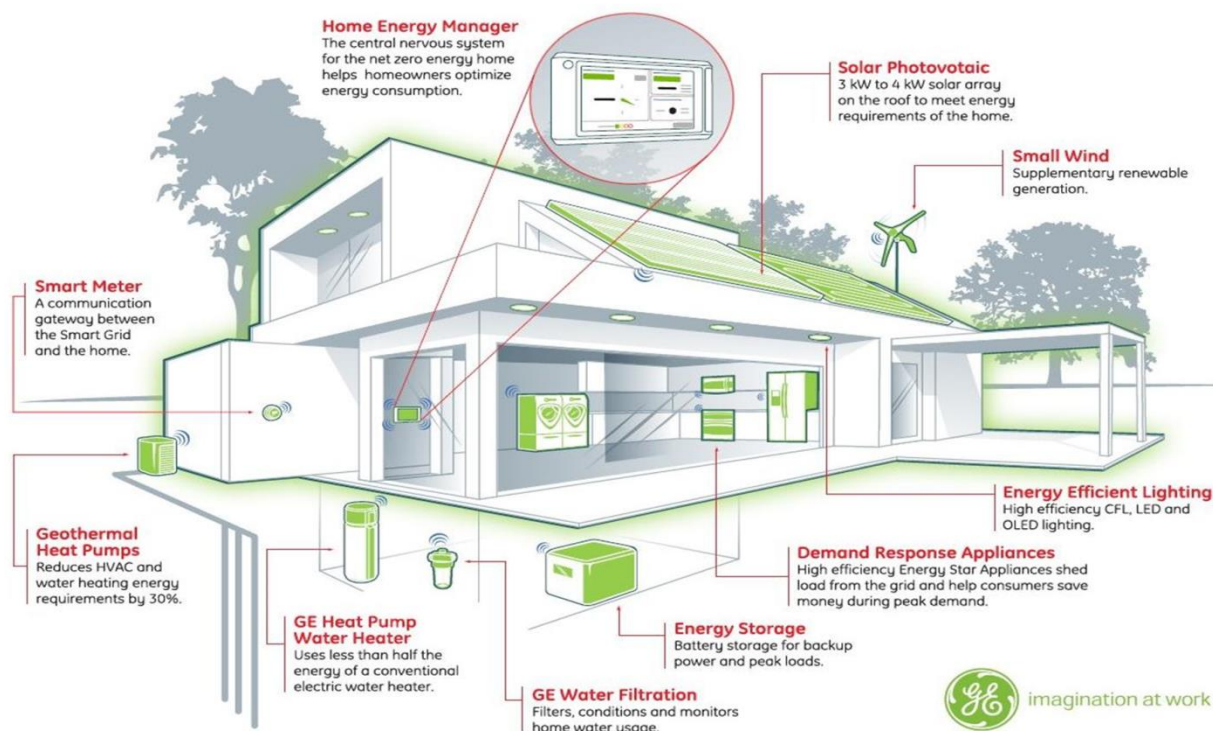 Home Energy Manager
The central nervous system
for the net zero energy home
helps homeowners optimize
energy consumption.
Solar Photovotaic
3 kW to 4 kW solar array
on the roof to meet energy
requirements of the home.
Small Wind
Supplementary renewable
generation.
Smart Meter
A communication
gateway between
the Smart Grid
and the home.
Geothermal
Heat Pumps
Reduces HVAC and
water heating energy
requirements by 30%.
GE Heat Pump
Water Heater
Uses less than half the
energy of a conventional
electric water heater.
GE Water Filtration
Filters, conditions and monitors
home water usage.
Energy Storage
Battery storage for backup
power and peak loads.
Demand Response Appliances
High efficiency Energy Star Appliances shed
load from the grid and help consumers save
money during peak demand.
Energy Efficient Lighting
High efficiency CFL, LED and
OLED lighting.
GE
imagination at work